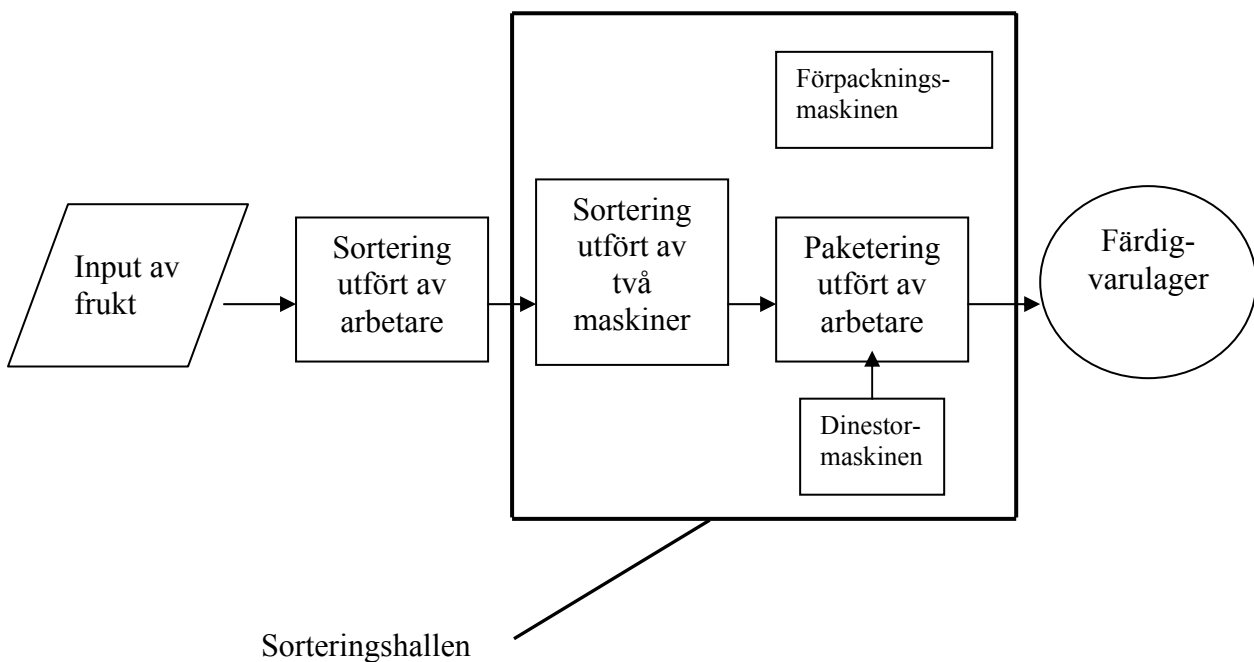 Input av
frukt
Sortering
utfört av
arbetare
Sortering
utfört av
två
maskiner
Förpacknings-
maskinen
Paketering
utfört av
arbetare
Dinestor-
maskinen
Färdig-
varulager
Sorteringshallen